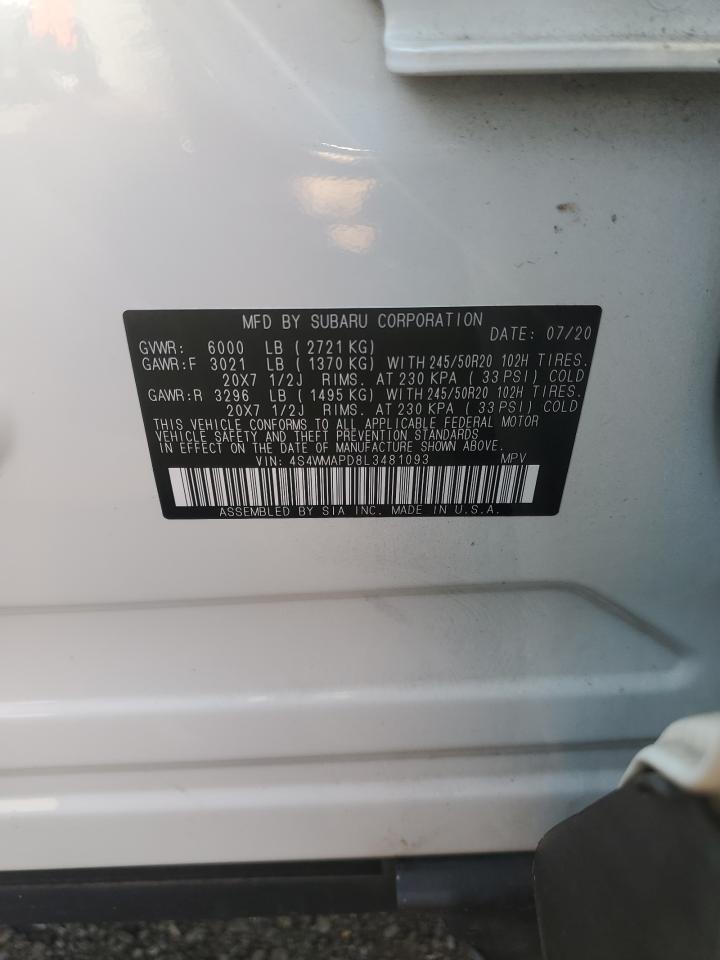 MFD BY SUBARU CORPORATION
DATE: 07/20
GVWR: 6000 LB (2721 KG)
GAWR:F 3021 LB (1370 KG) WITH 245/50R20 102H TIRES.
20X7 1/2J RIMS. AT 230 KPA (33 PSI) COLD
GAWR:R 3296 LB (1495 KG) WITH 245/50R20 102H TIRES.
20X7 1/2J RIMS. AT 230 KPA (33 PSI) COLD
THIS VEHICLE CONFORMS TO ALL APPLICABLE FEDERAL MOTOR
VEHICLE SAFETY AND THEFT PREVENTION STANDARDS
IN EFFECT ON THE DATE OF MANUFACTURE SHOWN ABOVE.
VIN: 4S4WMAPD8L3481093 MPV
ASSEMBLED BY SIA INC. MADE IN U.S.A.